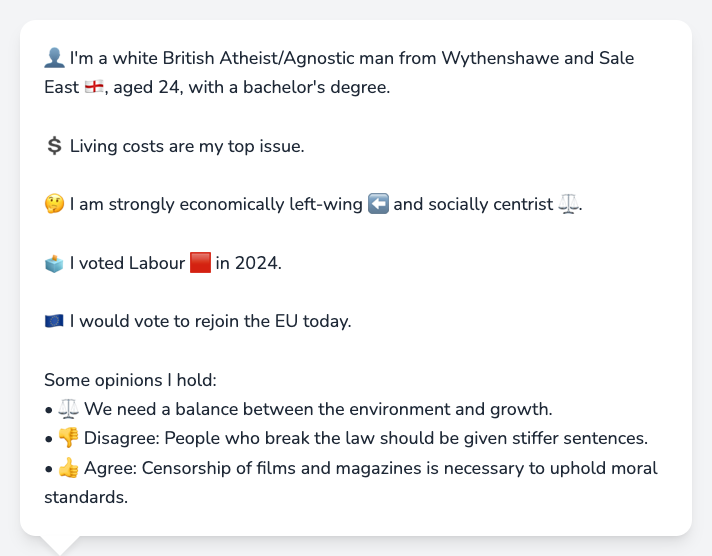 👤 I'm a white British Atheist/Agnostic man from Wythenshawe and Sale
East 🏴󠁧󠁢󠁥󠁮󠁧󠁿, aged 24, with a bachelor's degree.
💲 Living costs are my top issue.
🤔 I am strongly economically left-wing ⬅️ and socially centrist ⚖️.
🗳️ I voted Labour 🟥 in 2024.
🇪🇺 I would vote to rejoin the EU today.
Some opinions I hold:
• ⚖️ We need a balance between the environment and growth.
• 👎 Disagree: People who break the law should be given stiffer sentences.
• 👍 Agree: Censorship of films and magazines is necessary to uphold moral
standards.